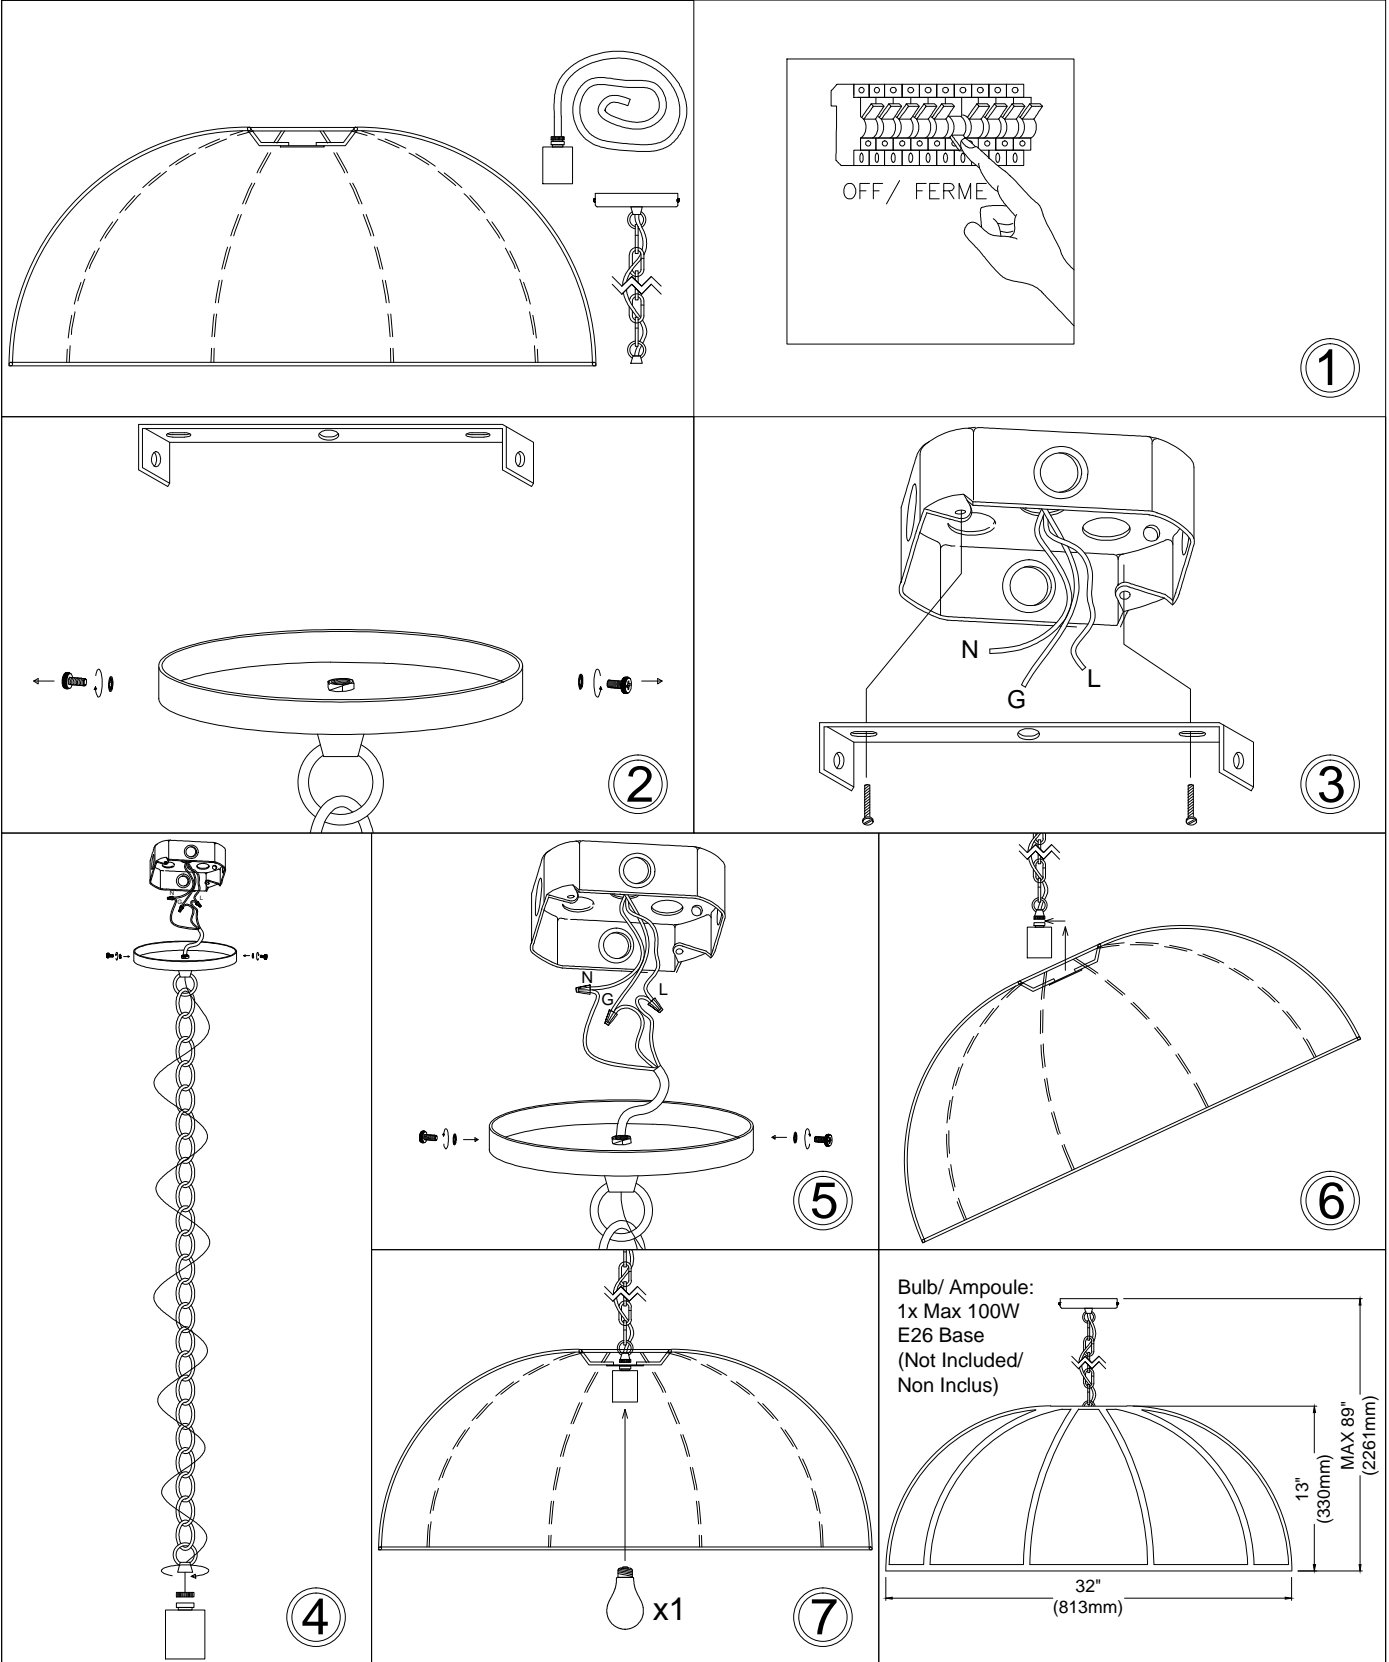 OFF/ FERME
1
2
N
G
L
3
N
L
4
N
G
L
5
6
x1
7
Bulb/ Ampoule:
1x Max 100W
E26 Base
(Not Included/
Non Inclus)
13"
(330mm)
MAX 89"
(2261mm)
32"
(813mm)